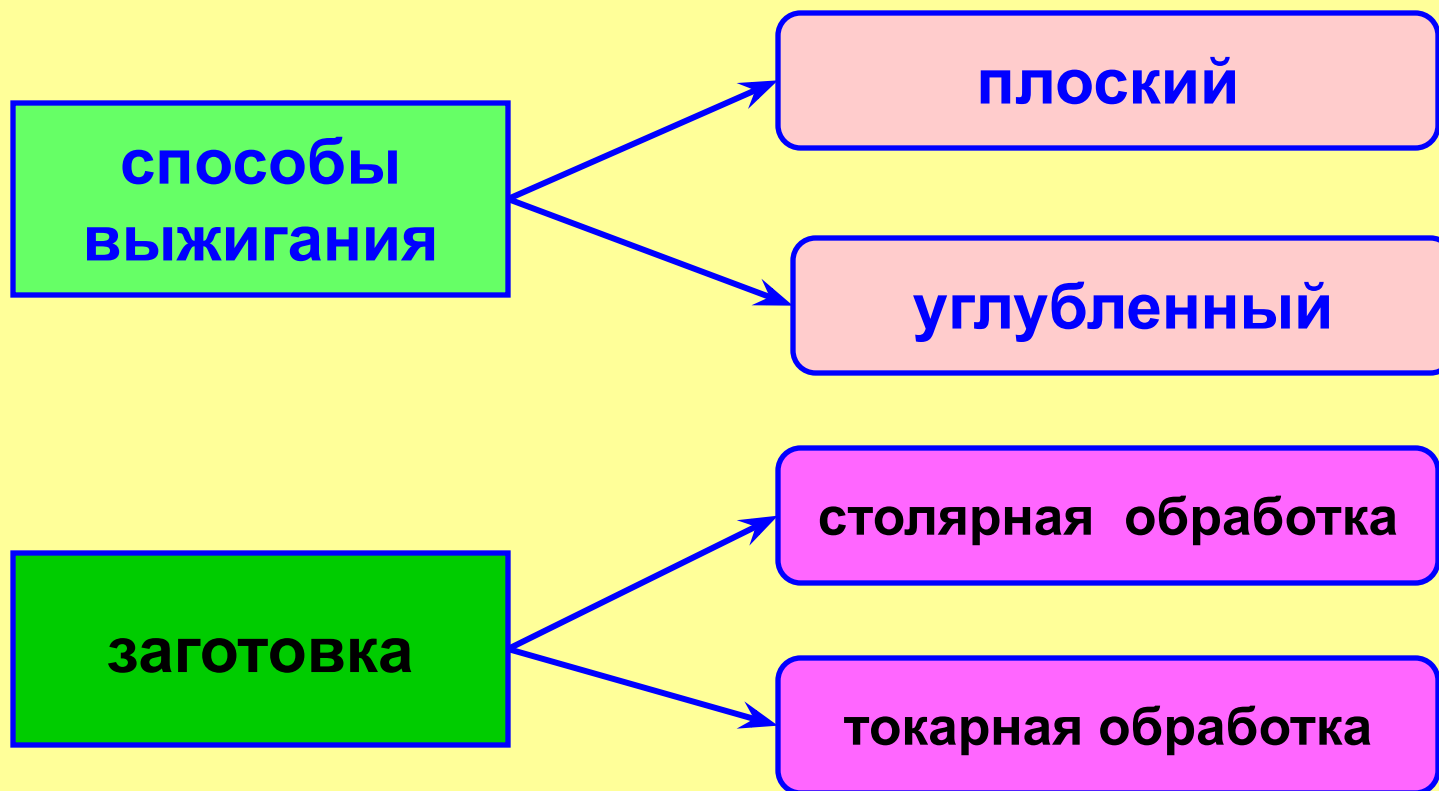 способы
выжигания
плоский
углубленный
заготовка
столярная обработка
токарная обработка